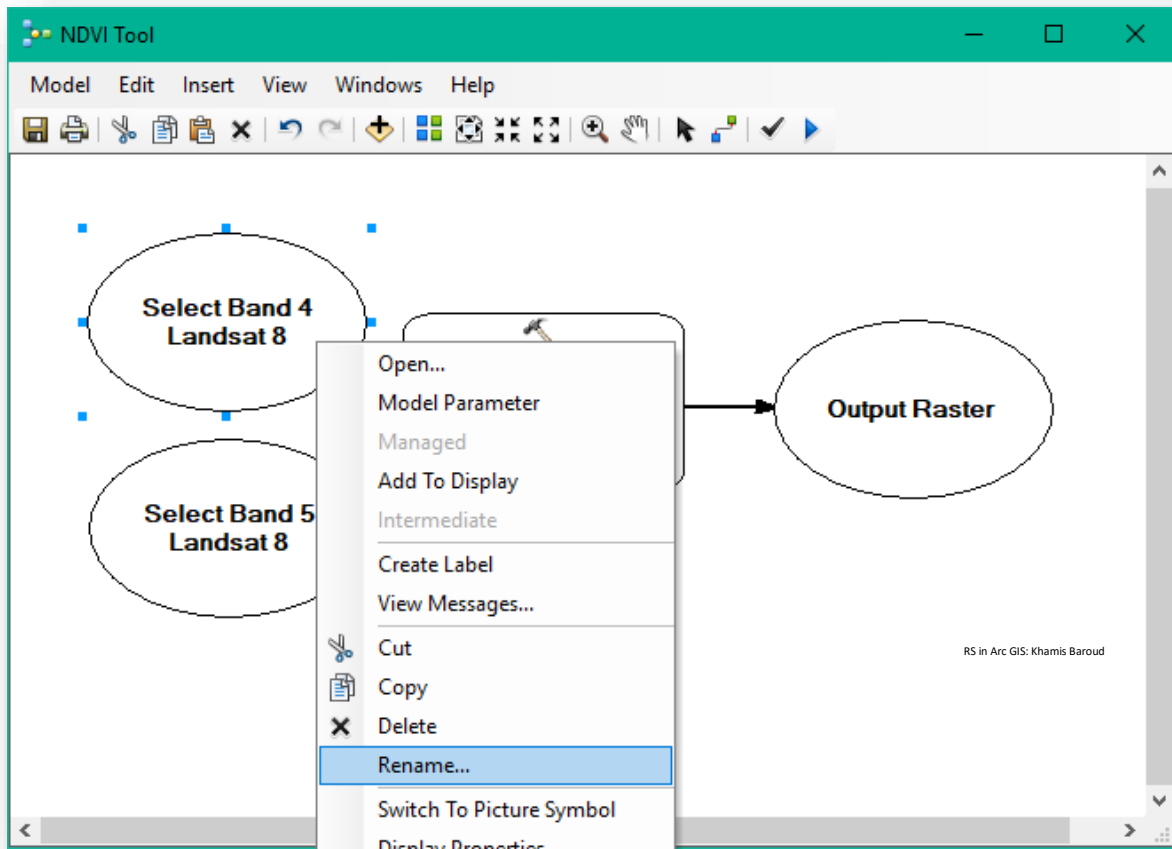 NDVI Tool
Model Edit Insert View Windows Help
Select Band 4
Landsat 8
Select Band 5
Landsat 8
Output Raster
Open...
Model Parameter
Managed
Add To Display
Intermediate
Create Label
View Messages...
Cut
Copy
Delete
Rename...
Switch To Picture Symbol
Display Properties
RS in Arc GIS: Khamis Baroud